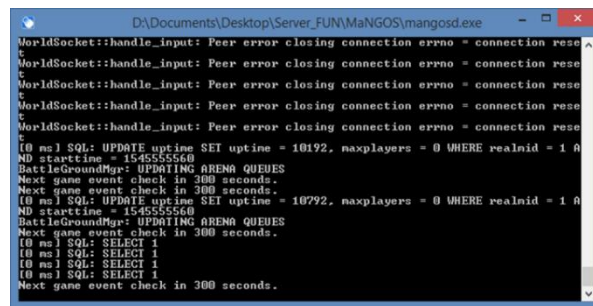 D:\Documents\Desktop\Server_FUN\MaNGOS\mangosd.exe
WorldSocket::handle_input: Peer error closing connection errno = connection rese
t
WorldSocket::handle_input: Peer error closing connection errno = connection rese
t
WorldSocket::handle_input: Peer error closing connection errno = connection rese
t
WorldSocket::handle_input: Peer error closing connection errno = connection rese
t
WorldSocket::handle_input: Peer error closing connection errno = connection rese
t
[0 ms] SQL: UPDATE uptime SET uptime = 10192, maxplayers = 0 WHERE realmid = 1 A
ND starttime = 1545555560
BattleGroundMgr: UPDATING ARENA QUEUES
Next game event check in 300 seconds.
Next game event check in 300 seconds.
[0 ms] SQL: UPDATE uptime SET uptime = 10792, maxplayers = 0 WHERE realmid = 1 A
ND starttime = 1545555560
BattleGroundMgr: UPDATING ARENA QUEUES
Next game event check in 300 seconds.
[0 ms] SQL: SELECT 1
[0 ms] SQL: SELECT 1
[0 ms] SQL: SELECT 1
[0 ms] SQL: SELECT 1
Next game event check in 300 seconds.